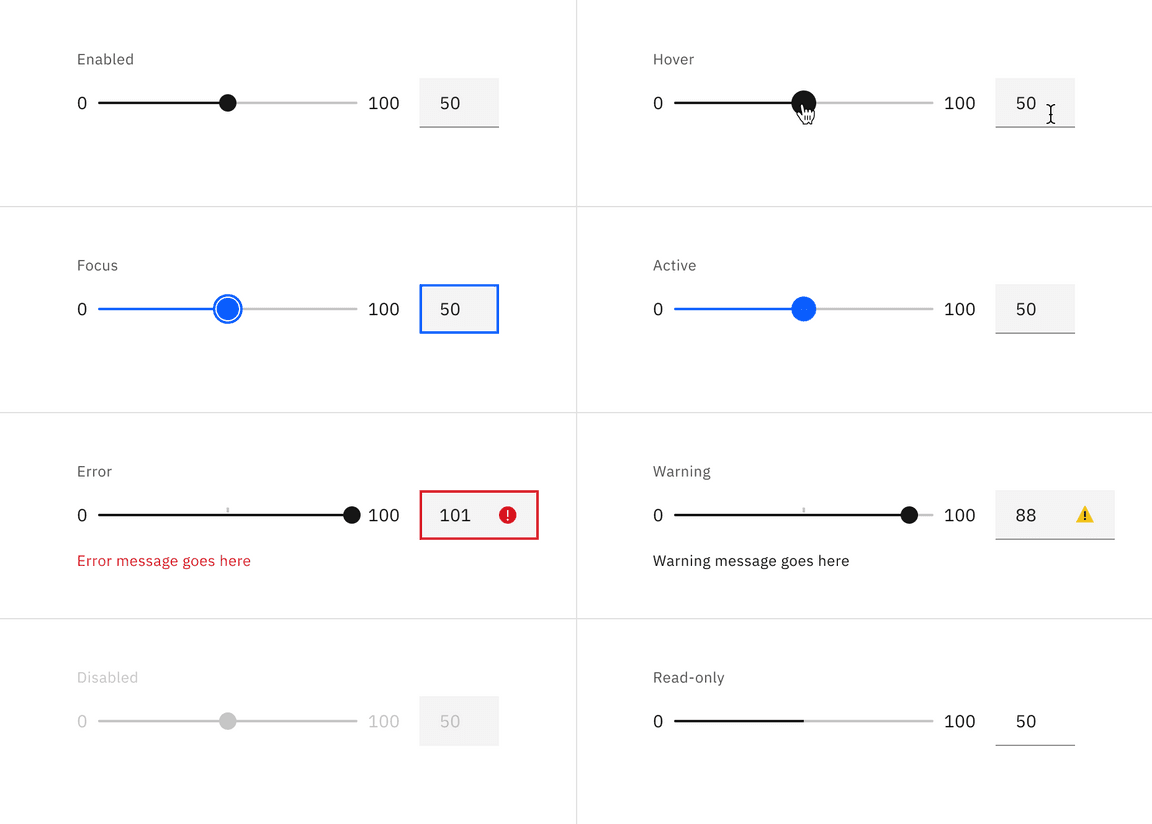 Enabled
0 100 50
Hover
0 100 50
Focus
0 100 50
Active
0 100 50
Error
0 100 101
Error message goes here
Warning
0 100 88
Warning message goes here
Disabled
0 100 50
Read-only
0 100 50